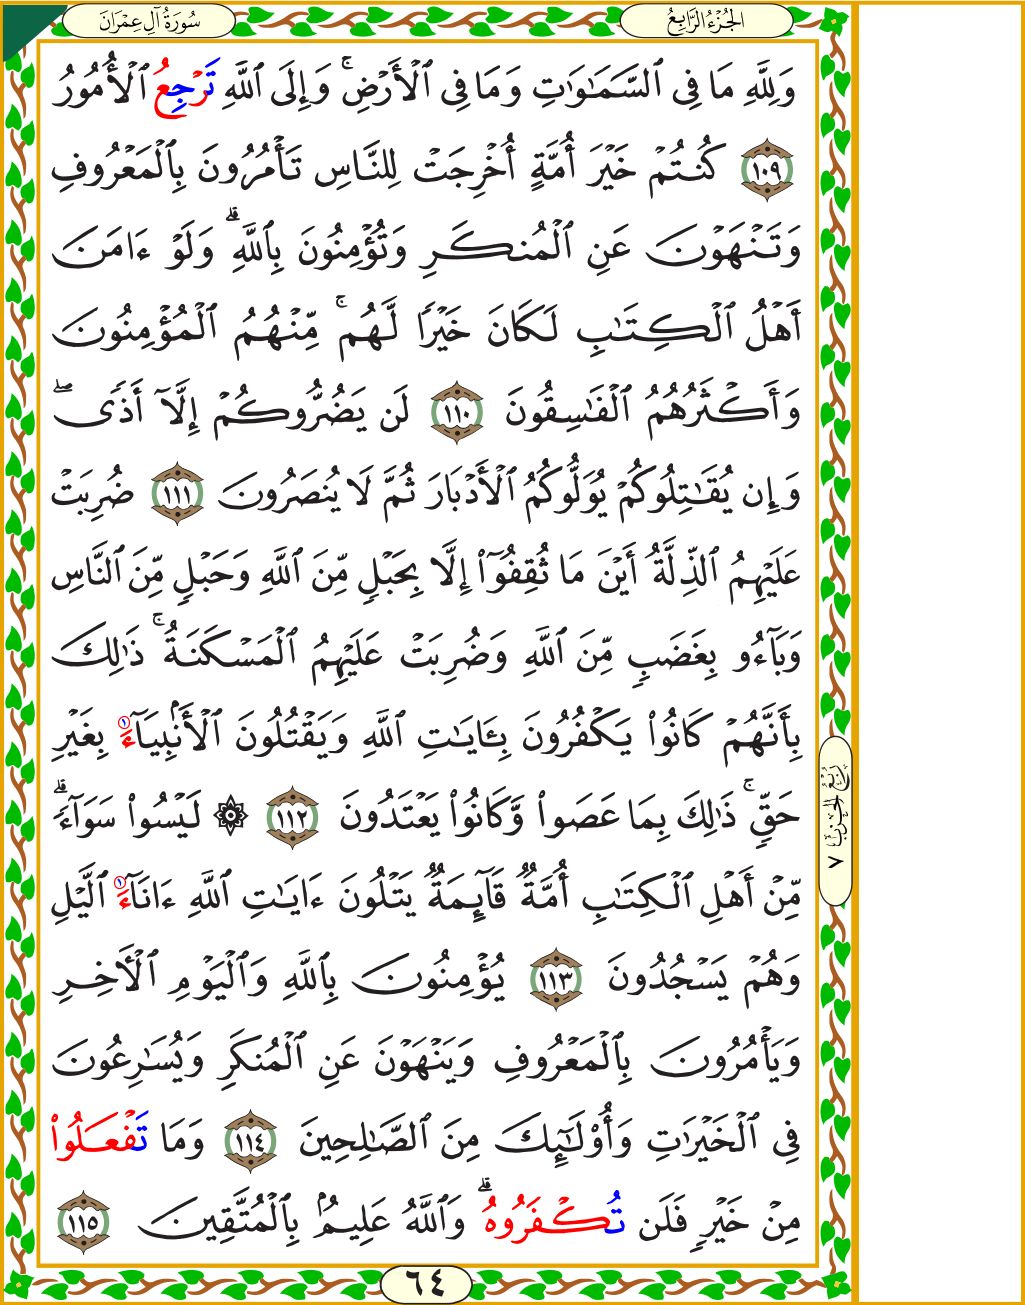 سُورَةُ آلِ عِمْرَان
الجُزْءُ الرَّابِعُ
وَلِلَّهِ مَا فِى ٱلسَّمَٰوَٰتِ وَمَا فِى ٱلْأَرْضِ ۚ وَإِلَى ٱللَّهِ تَرْجِعُ ٱلْأُمُورُ
١٠٩ كُنتُمْ خَيْرَ أُمَّةٍ أُخْرِجَتْ لِلنَّاسِ تَأْمُرُونَ بِٱلْمَعْرُوفِ
وَتَنْهَوْنَ عَنِ ٱلْمُنكَرِ وَتُؤْمِنُونَ بِٱللَّهِ ۗ وَلَوْ ءَامَنَ
أَهْلُ ٱلْكِتَٰبِ لَكَانَ خَيْرًا لَّهُم ۚ مِّنْهُمُ ٱلْمُؤْمِنُونَ
وَأَكْثَرُهُمُ ٱلْفَٰسِقُونَ ١١٠ لَن يَضُرُّوكُمْ إِلَّآ أَذًى ۖ
وَإِن يُقَٰتِلُوكُمْ يُوَلُّوكُمُ ٱلْأَدْبَارَ ثُمَّ لَا يُنصَرُونَ ١١١ ضُرِبَتْ
عَلَيْهِمُ ٱلذِّلَّةُ أَيْنَ مَا ثُقِفُوٓا۟ إِلَّا بِحَبْلٍ مِّنَ ٱللَّهِ وَحَبْلٍ مِّنَ ٱلنَّاسِ
وَبَآءُو بِغَضَبٍ مِّنَ ٱللَّهِ وَضُرِبَتْ عَلَيْهِمُ ٱلْمَسْكَنَةُ ۚ ذَٰلِكَ
بِأَنَّهُمْ كَانُوا۟ يَكْفُرُونَ بِـَٔايَٰتِ ٱللَّهِ وَيَقْتُلُونَ ٱلْأَنۢبِيَآءَ ١ بِغَيْرِ
حَقٍّ ۚ ذَٰلِكَ بِمَا عَصَوا۟ وَّكَانُوا۟ يَعْتَدُونَ ١١٢ ۞ لَيْسُوا۟ سَوَآءً ۗ
مِّنْ أَهْلِ ٱلْكِتَٰبِ أُمَّةٌ قَآئِمَةٌ يَتْلُونَ ءَايَٰتِ ٱللَّهِ ءَانَآءَ ١ ٱلَّيْلِ
وَهُمْ يَسْجُدُونَ ١١٣ يُؤْمِنُونَ بِٱللَّهِ وَٱلْيَوْمِ ٱلْأَخِرِ
وَيَأْمُرُونَ بِٱلْمَعْرُوفِ وَيَنْهَوْنَ عَنِ ٱلْمُنكَرِ وَيُسَٰرِعُونَ
فِى ٱلْخَيْرَٰتِ وَأُو۟لَٰٓئِكَ مِنَ ٱلصَّٰلِحِينَ ١١٤ وَمَا تَفْعَلُوا۟
مِنْ خَيْرٍ فَلَن تُكْفَرُوهُ ۗ وَٱللَّهُ عَلِيمٌۢ بِٱلْمُتَّقِينَ ١١٥
رُبْعُ الحِزْبِ ٧
٦٤